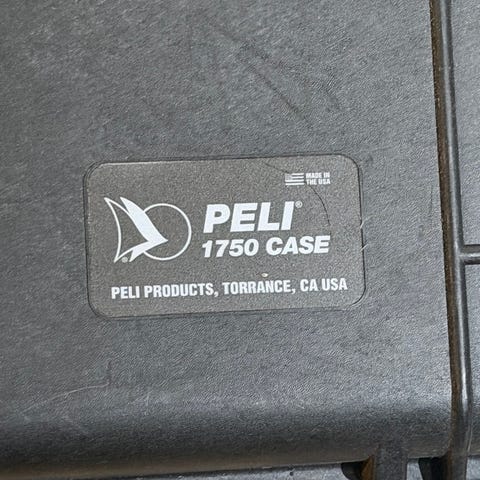 MADE IN
THE USA
PELI®
1750 CASE
PELI PRODUCTS, TORRANCE, CA USA